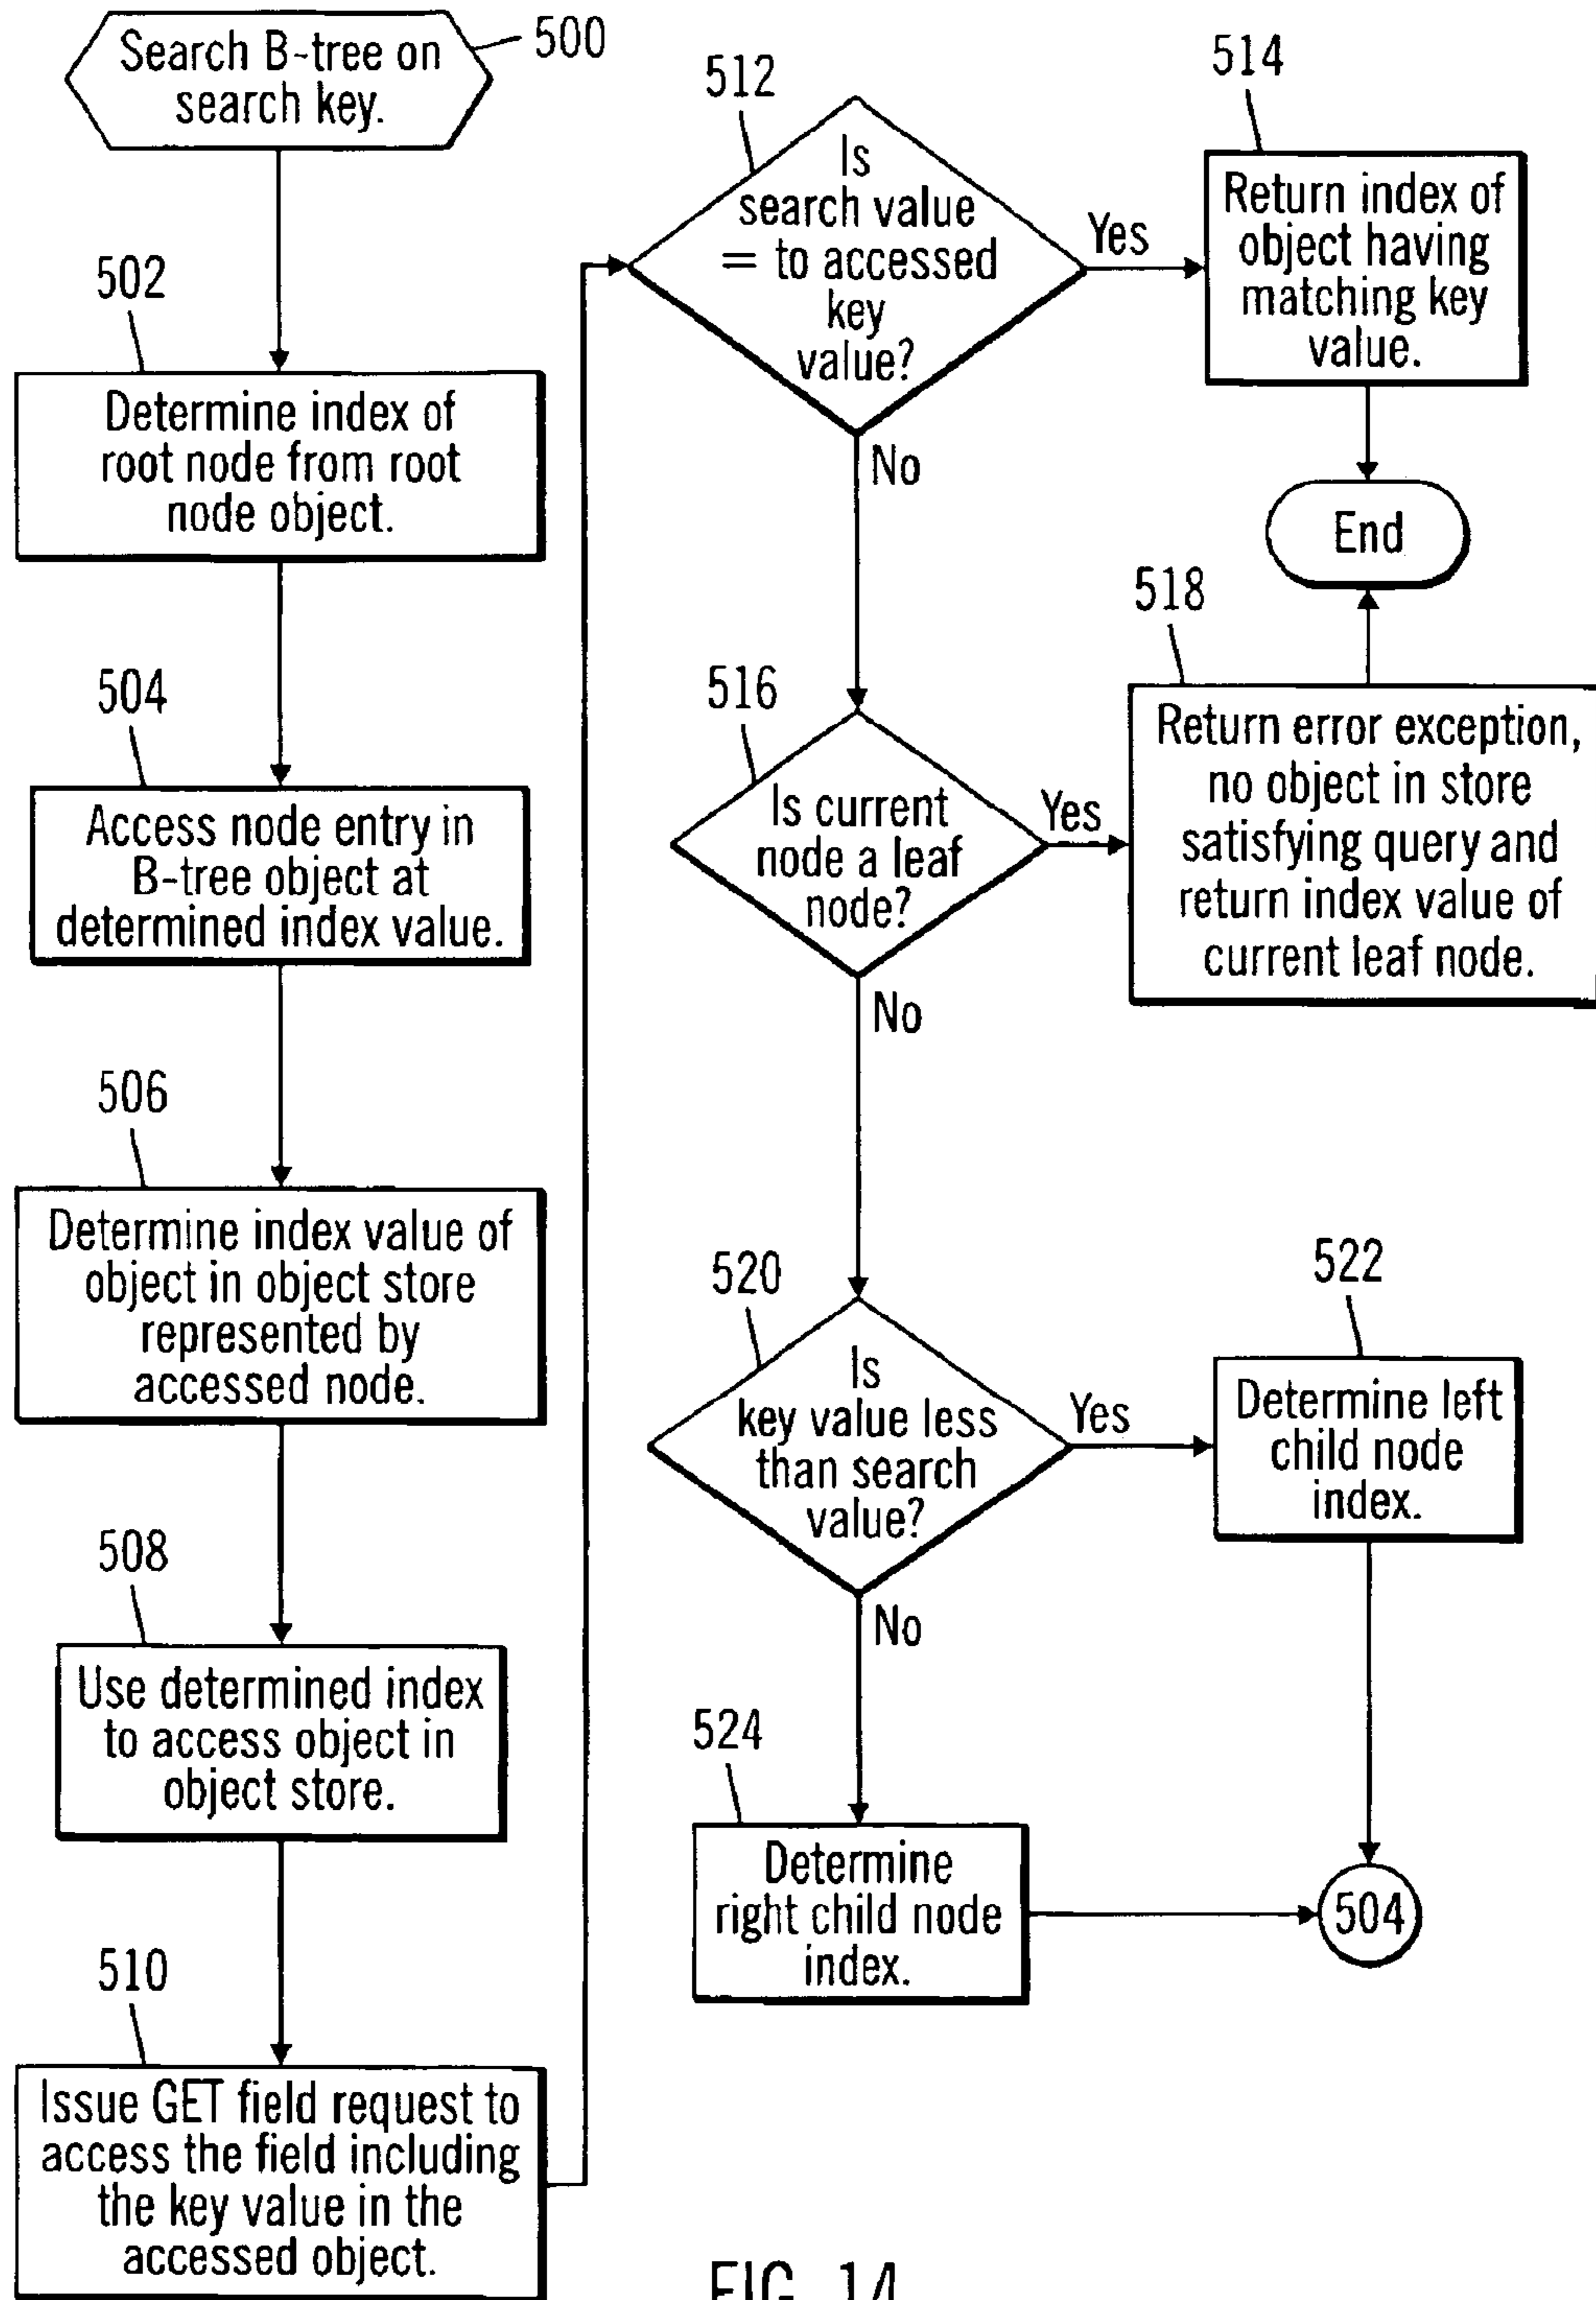 Search B-tree on
search key.
500
502
Determine index of
root node from root
node object.
504
Access node entry in
B-tree object at
determined index value.
506
Determine index value of
object in object store
represented by
accessed node.
508
Use determined index
to access object in
object store.
510
Issue GET field request to
access the field including
the key value in the
accessed object.
512
Is
search value
= to accessed
key
value?
Yes
No
514
Return index of
object having
matching key
value.
End
516
Is current
node a leaf
node?
Yes
No
518
Return error exception,
no object in store
satisfying query and
return index value of
current leaf node.
520
Is
key value less
than search
value?
Yes
No
522
Determine left
child node
index.
524
Determine
right child node
index.
504
FIG. 14